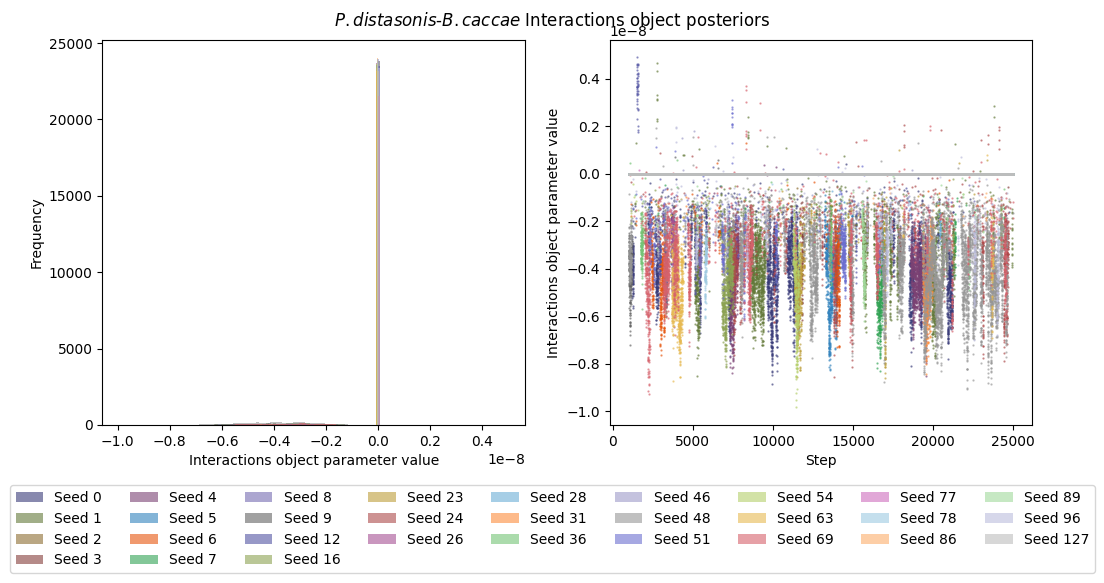 P.distasonis-B.caccae Interactions object posteriors
25000
20000
15000
10000
5000
0
Frequency
−1.0 −0.8 −0.6 −0.4 −0.2 0.0 0.2 0.4
1e−8
Interactions object parameter value
1e−8
0.4
0.2
0.0
−0.2
−0.4
−0.6
−0.8
−1.0
Interactions object parameter value
0 5000 10000 15000 20000 25000
Step
Seed 0 Seed 4 Seed 8 Seed 23 Seed 28 Seed 46 Seed 54 Seed 77 Seed 89
Seed 1 Seed 5 Seed 9 Seed 24 Seed 31 Seed 48 Seed 63 Seed 78 Seed 96
Seed 2 Seed 6 Seed 12 Seed 26 Seed 36 Seed 51 Seed 69 Seed 86 Seed 127
Seed 3 Seed 7 Seed 16